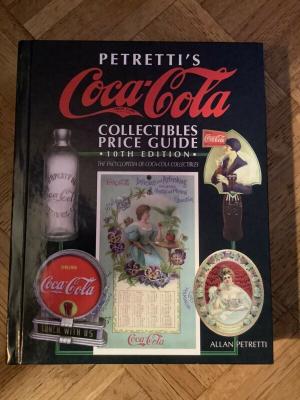 PETRETTI'S
Coca-Cola
COLLECTIBLES
PRICE GUIDE
• 10TH EDITION •
THE ENCYCLOPEDIA OF COCA-COLA COLLECTIBLES
Coca-Cola
DRINK
Coca-Cola
LUNCH WITH US
Coca-Cola
ALLAN PETRETTI